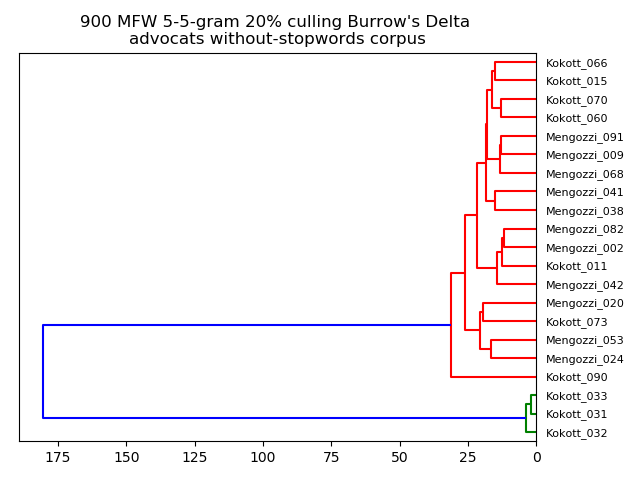 900 MFW 5-5-gram 20% culling Burrow's Delta
advocats without-stopwords corpus
Kokott_066
Kokott_015
Kokott_070
Kokott_060
Mengozzi_091
Mengozzi_009
Mengozzi_068
Mengozzi_041
Mengozzi_038
Mengozzi_082
Mengozzi_002
Kokott_011
Mengozzi_042
Mengozzi_020
Kokott_073
Mengozzi_053
Mengozzi_024
Kokott_090
Kokott_033
Kokott_031
Kokott_032
175 150 125 100 75 50 25 0